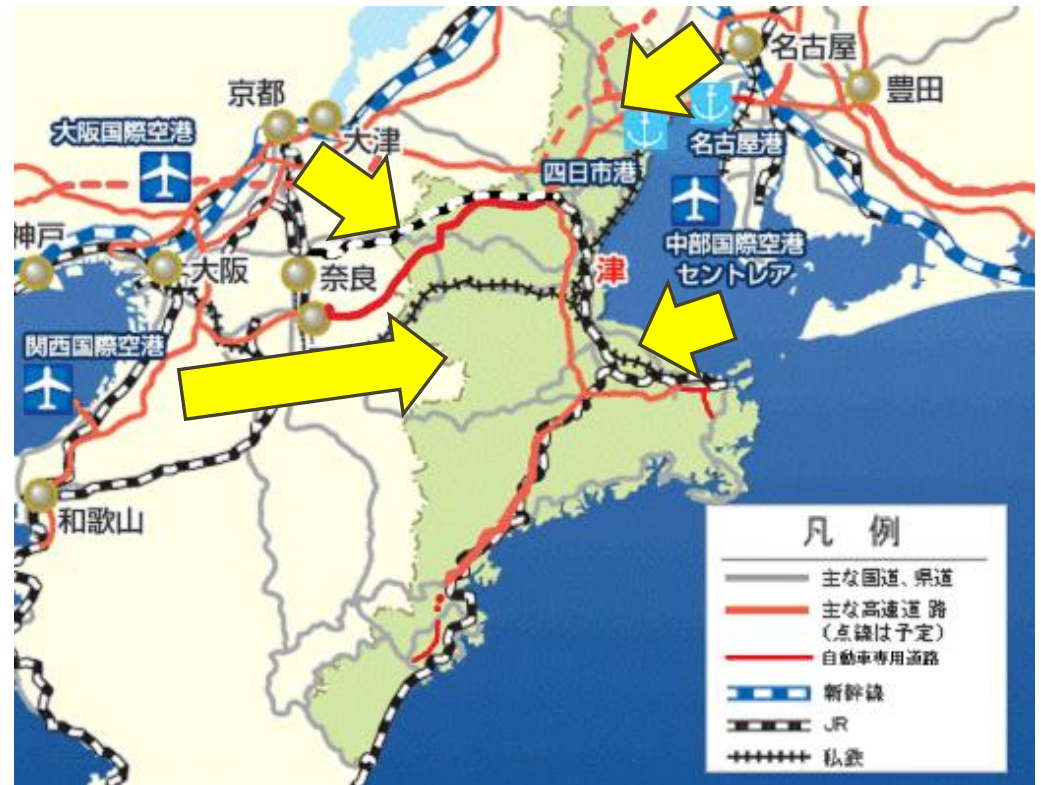 名古屋
京都
豊田
大阪国際空港
大津
名古屋港
四日市港
神戸
中部国際空港
セントレア
大阪
奈良
津
関西国際空港
和歌山
凡 例
主な国道、県道
主な高速道 路
(点線は予定)
自動車専用道路
新幹線
JR
私鉄